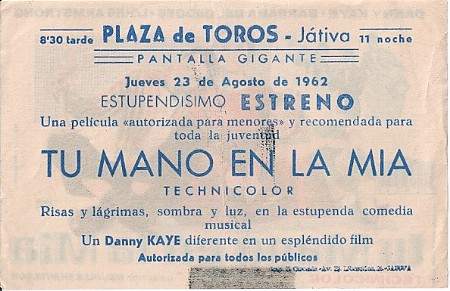 8'30 tarde PLAZA de TOROS - Játiva 11 noche
PANTALLA GIGANTE
Jueves 23 de Agosto de 1962
ESTUPENDISIMO ESTRENO
Una película «autorizada para menores» y recomendada para
toda la juventud
TU MANO EN LA MIA
TECHNICOLOR
Risas y lágrimas, sombra y luz, en la estupenda comedia
musical
Un Danny KAYE diferente en un espléndido film
Autorizada para todos los públicos